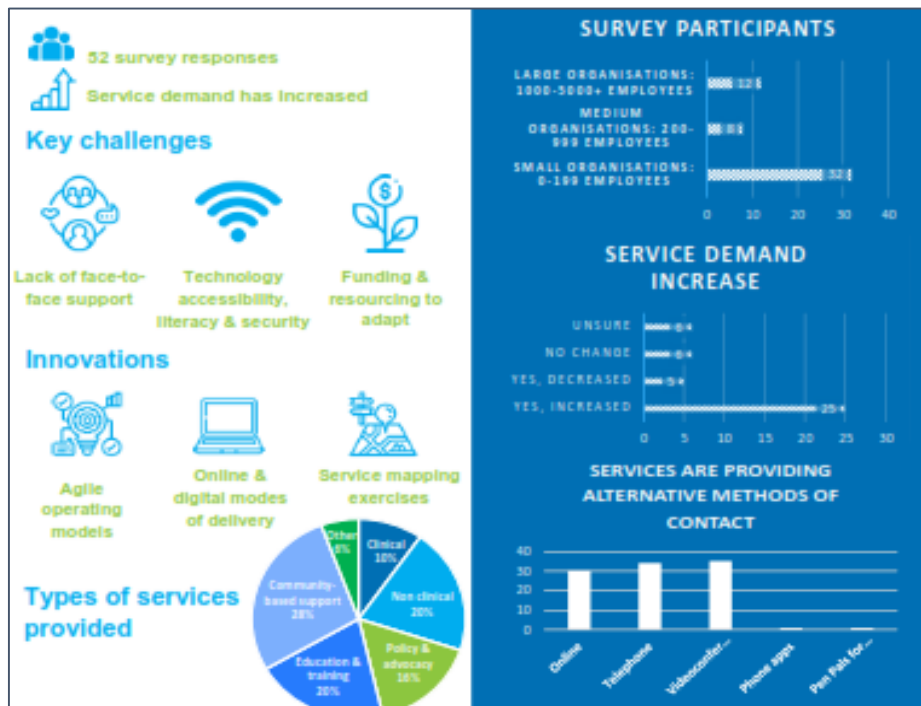 52 survey responses
Service demand has increased
Key challenges
Lack of face-to-
face support
Technology
accessibility,
literacy & security
Funding &
resourcing to
adapt
Innovations
Agile
operating
models
Online &
digital modes
of delivery
Service mapping
exercises
Types of services
provided
Other
6%
Clinical
10%
Non clinical
20%
Policy &
advocacy
16%
Education &
training
20%
Community-
based support
28%
SURVEY PARTICIPANTS
LARGE ORGANISATIONS:
1000-5000+ EMPLOYEES
12
MEDIUM
ORGANISATIONS: 200-
999 EMPLOYEES
8
SMALL ORGANISATIONS:
0-199 EMPLOYEES
32
0 10 20 30 40
SERVICE DEMAND
INCREASE
UNSURE
6
NO CHANGE
6
YES, DECREASED
5
YES, INCREASED
25
0 5 10 15 20 25 30
SERVICES ARE PROVIDING
ALTERNATIVE METHODS OF
CONTACT
40
30
20
10
0
Online
Telephone
Videoconfer...
Phone apps
Pen Pals for...